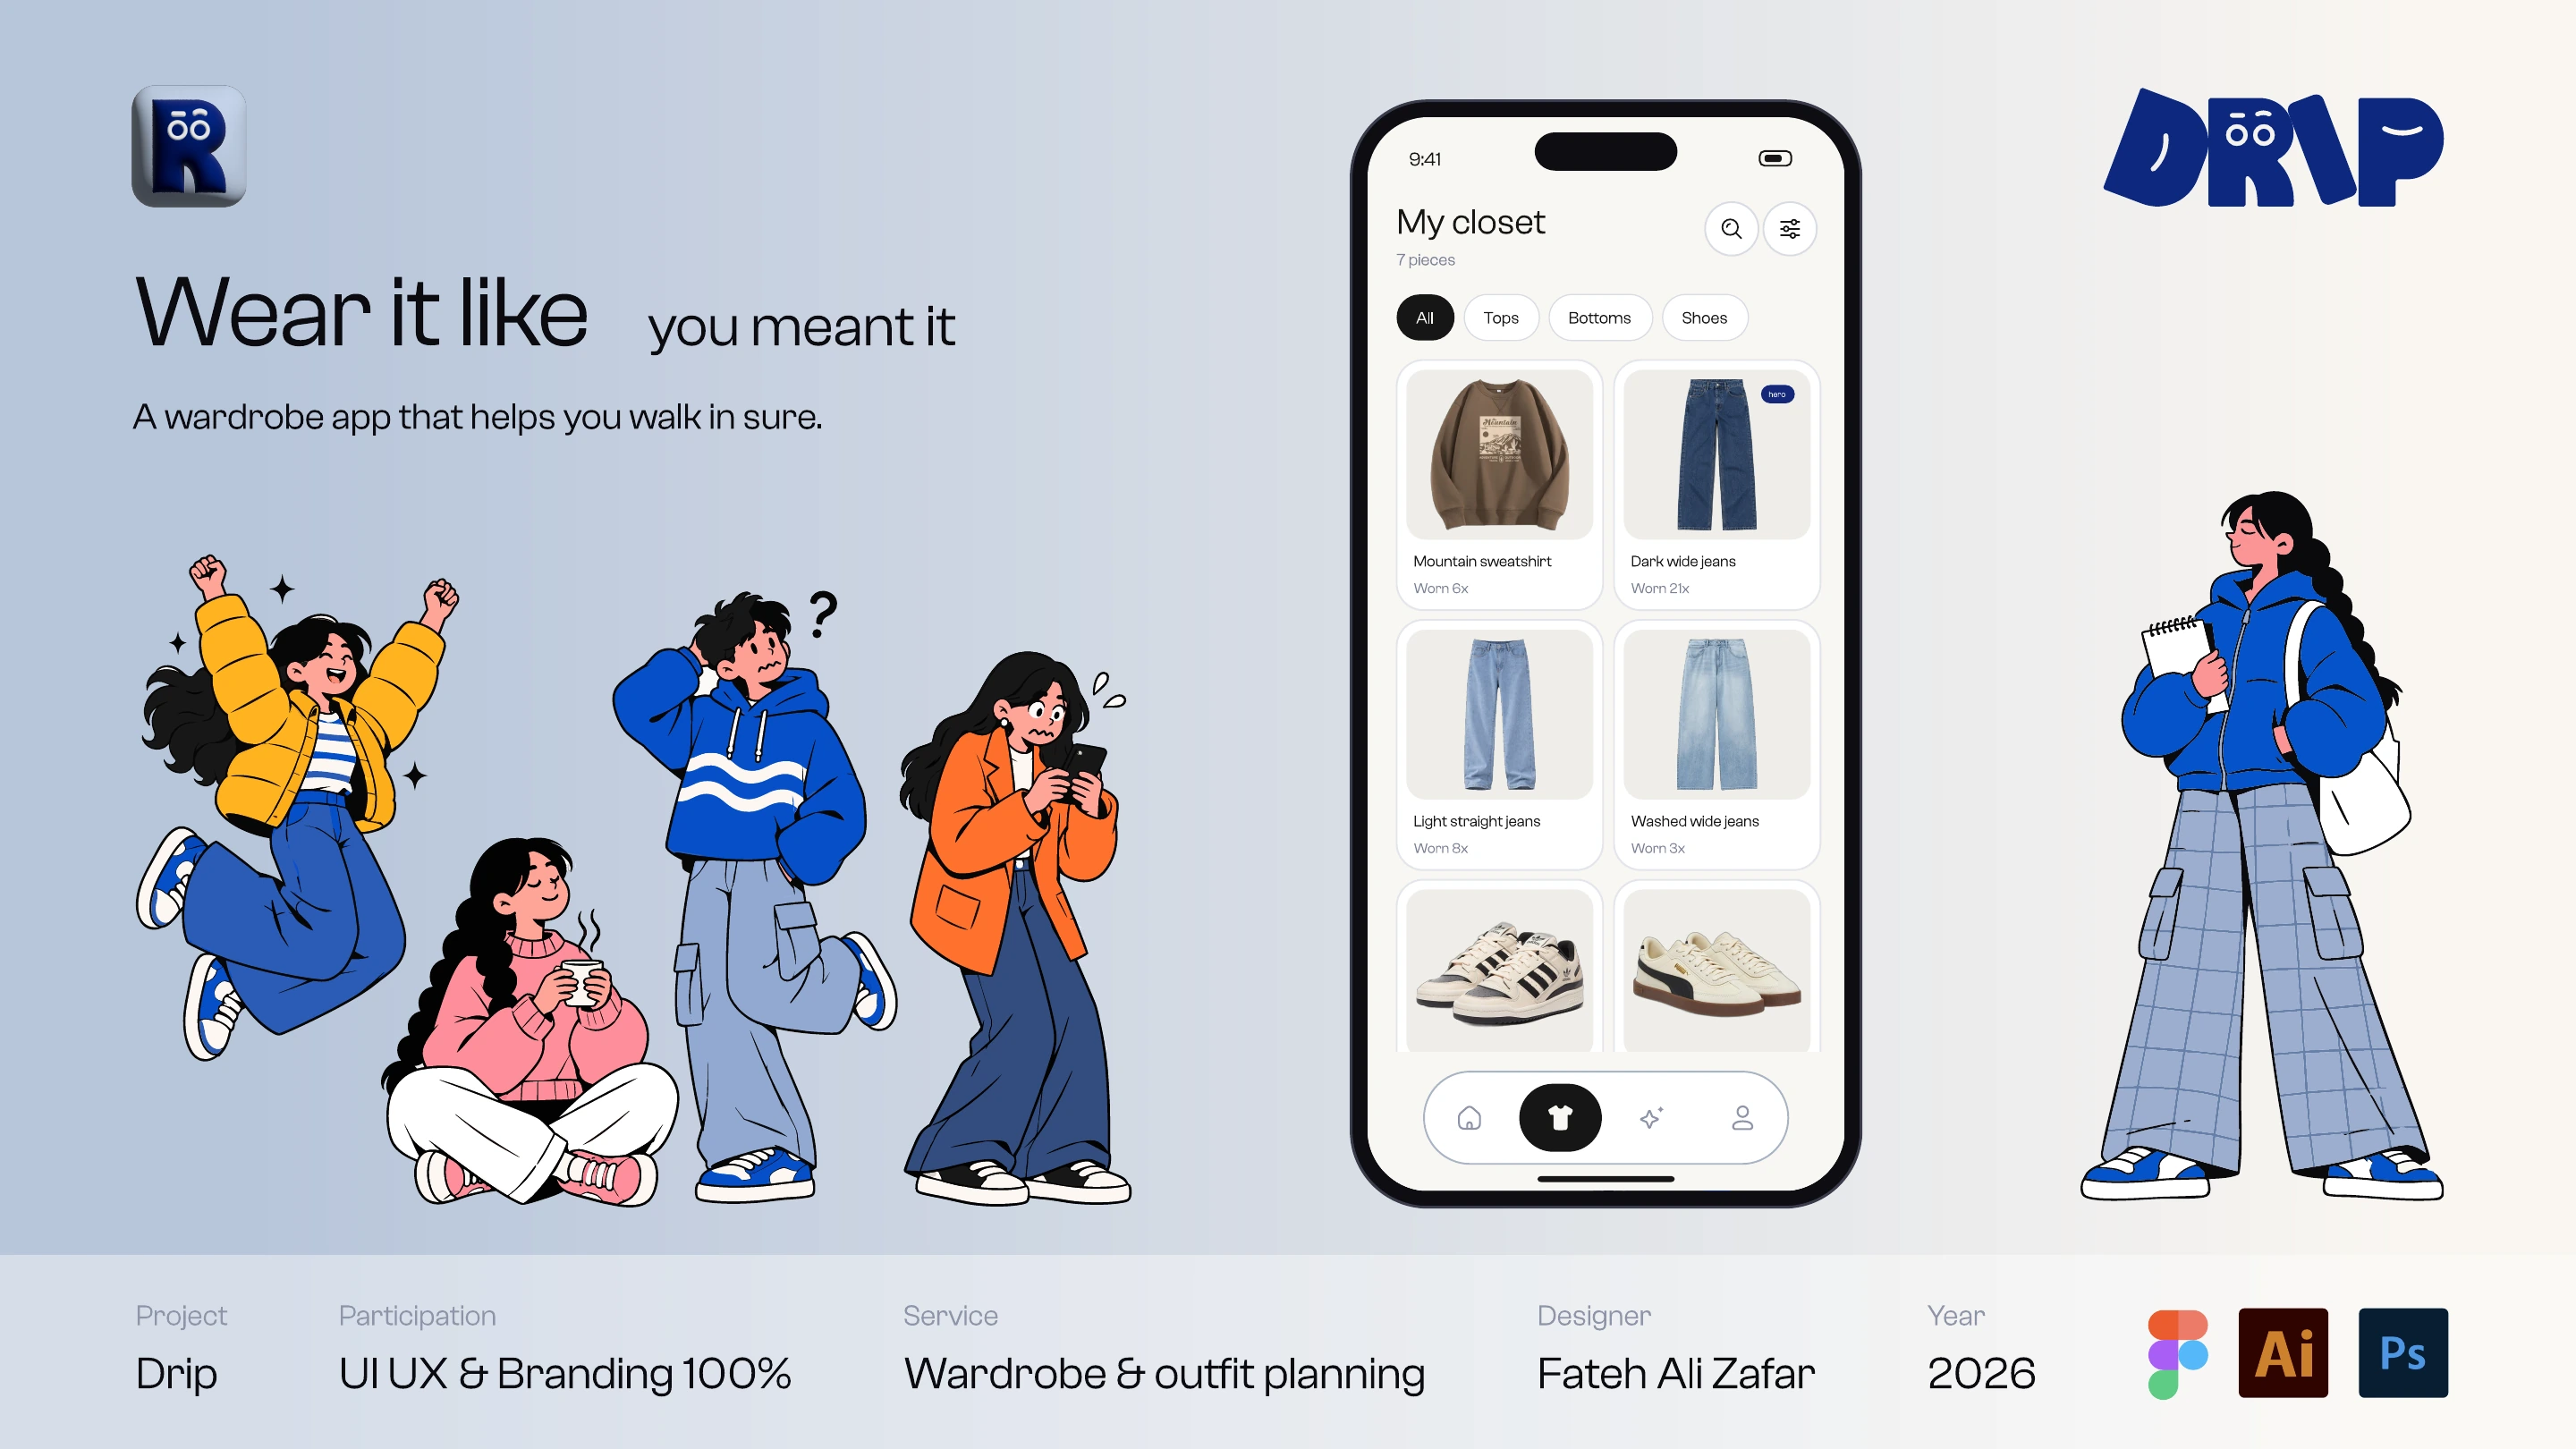 R
DRIP
Wear it like you meant it
A wardrobe app that helps you walk in sure.
?
9:41
My closet
7 pieces
All Tops Bottoms Shoes
Mountain
hero
Mountain sweatshirt
Worn 6x
Dark wide jeans
Worn 21x
Light straight jeans
Worn 8x
Washed wide jeans
Worn 3x
Project
Drip
Participation
UI UX & Branding 100%
Service
Wardrobe & outfit planning
Designer
Fateh Ali Zafar
Year
2026
Ai
Ps